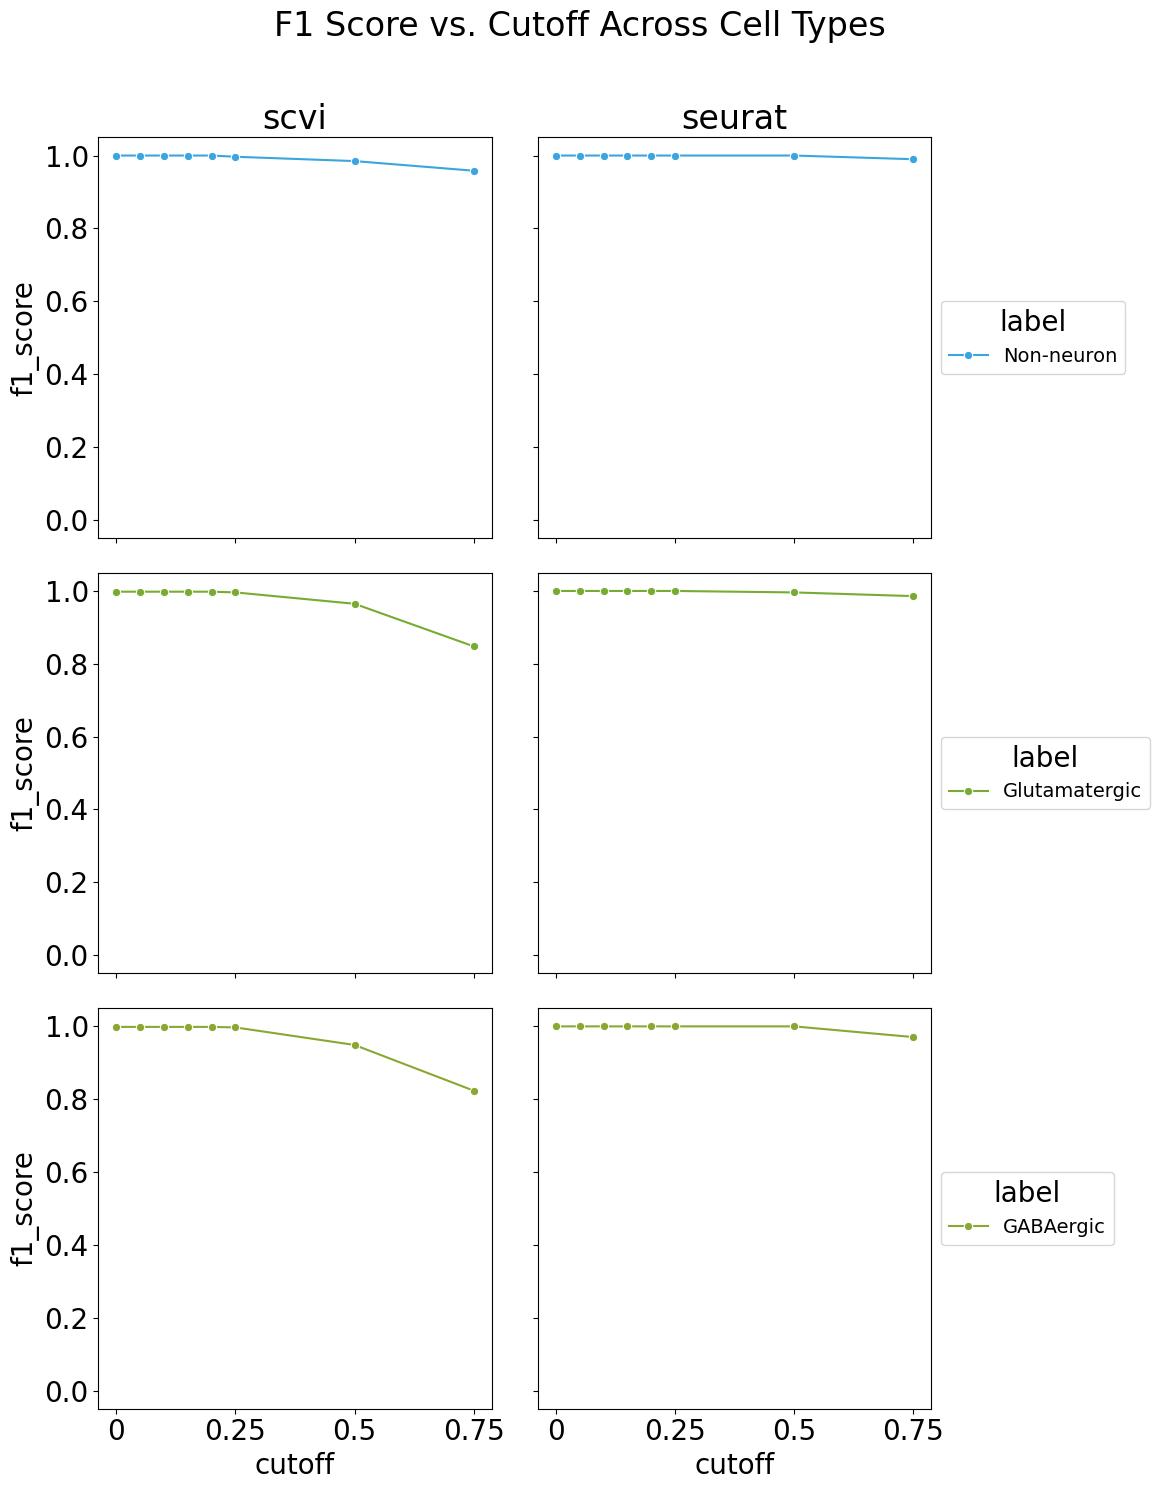 F1 Score vs. Cutoff Across Cell Types
scvi
seurat
1.0
0.8
0.6
0.4
0.2
0.0
f1_score
label
Non-neuron
1.0
0.8
0.6
0.4
0.2
0.0
f1_score
label
Glutamatergic
1.0
0.8
0.6
0.4
0.2
0.0
f1_score
label
GABAergic
0 0.25 0.5 0.75
cutoff
0 0.25 0.5 0.75
cutoff